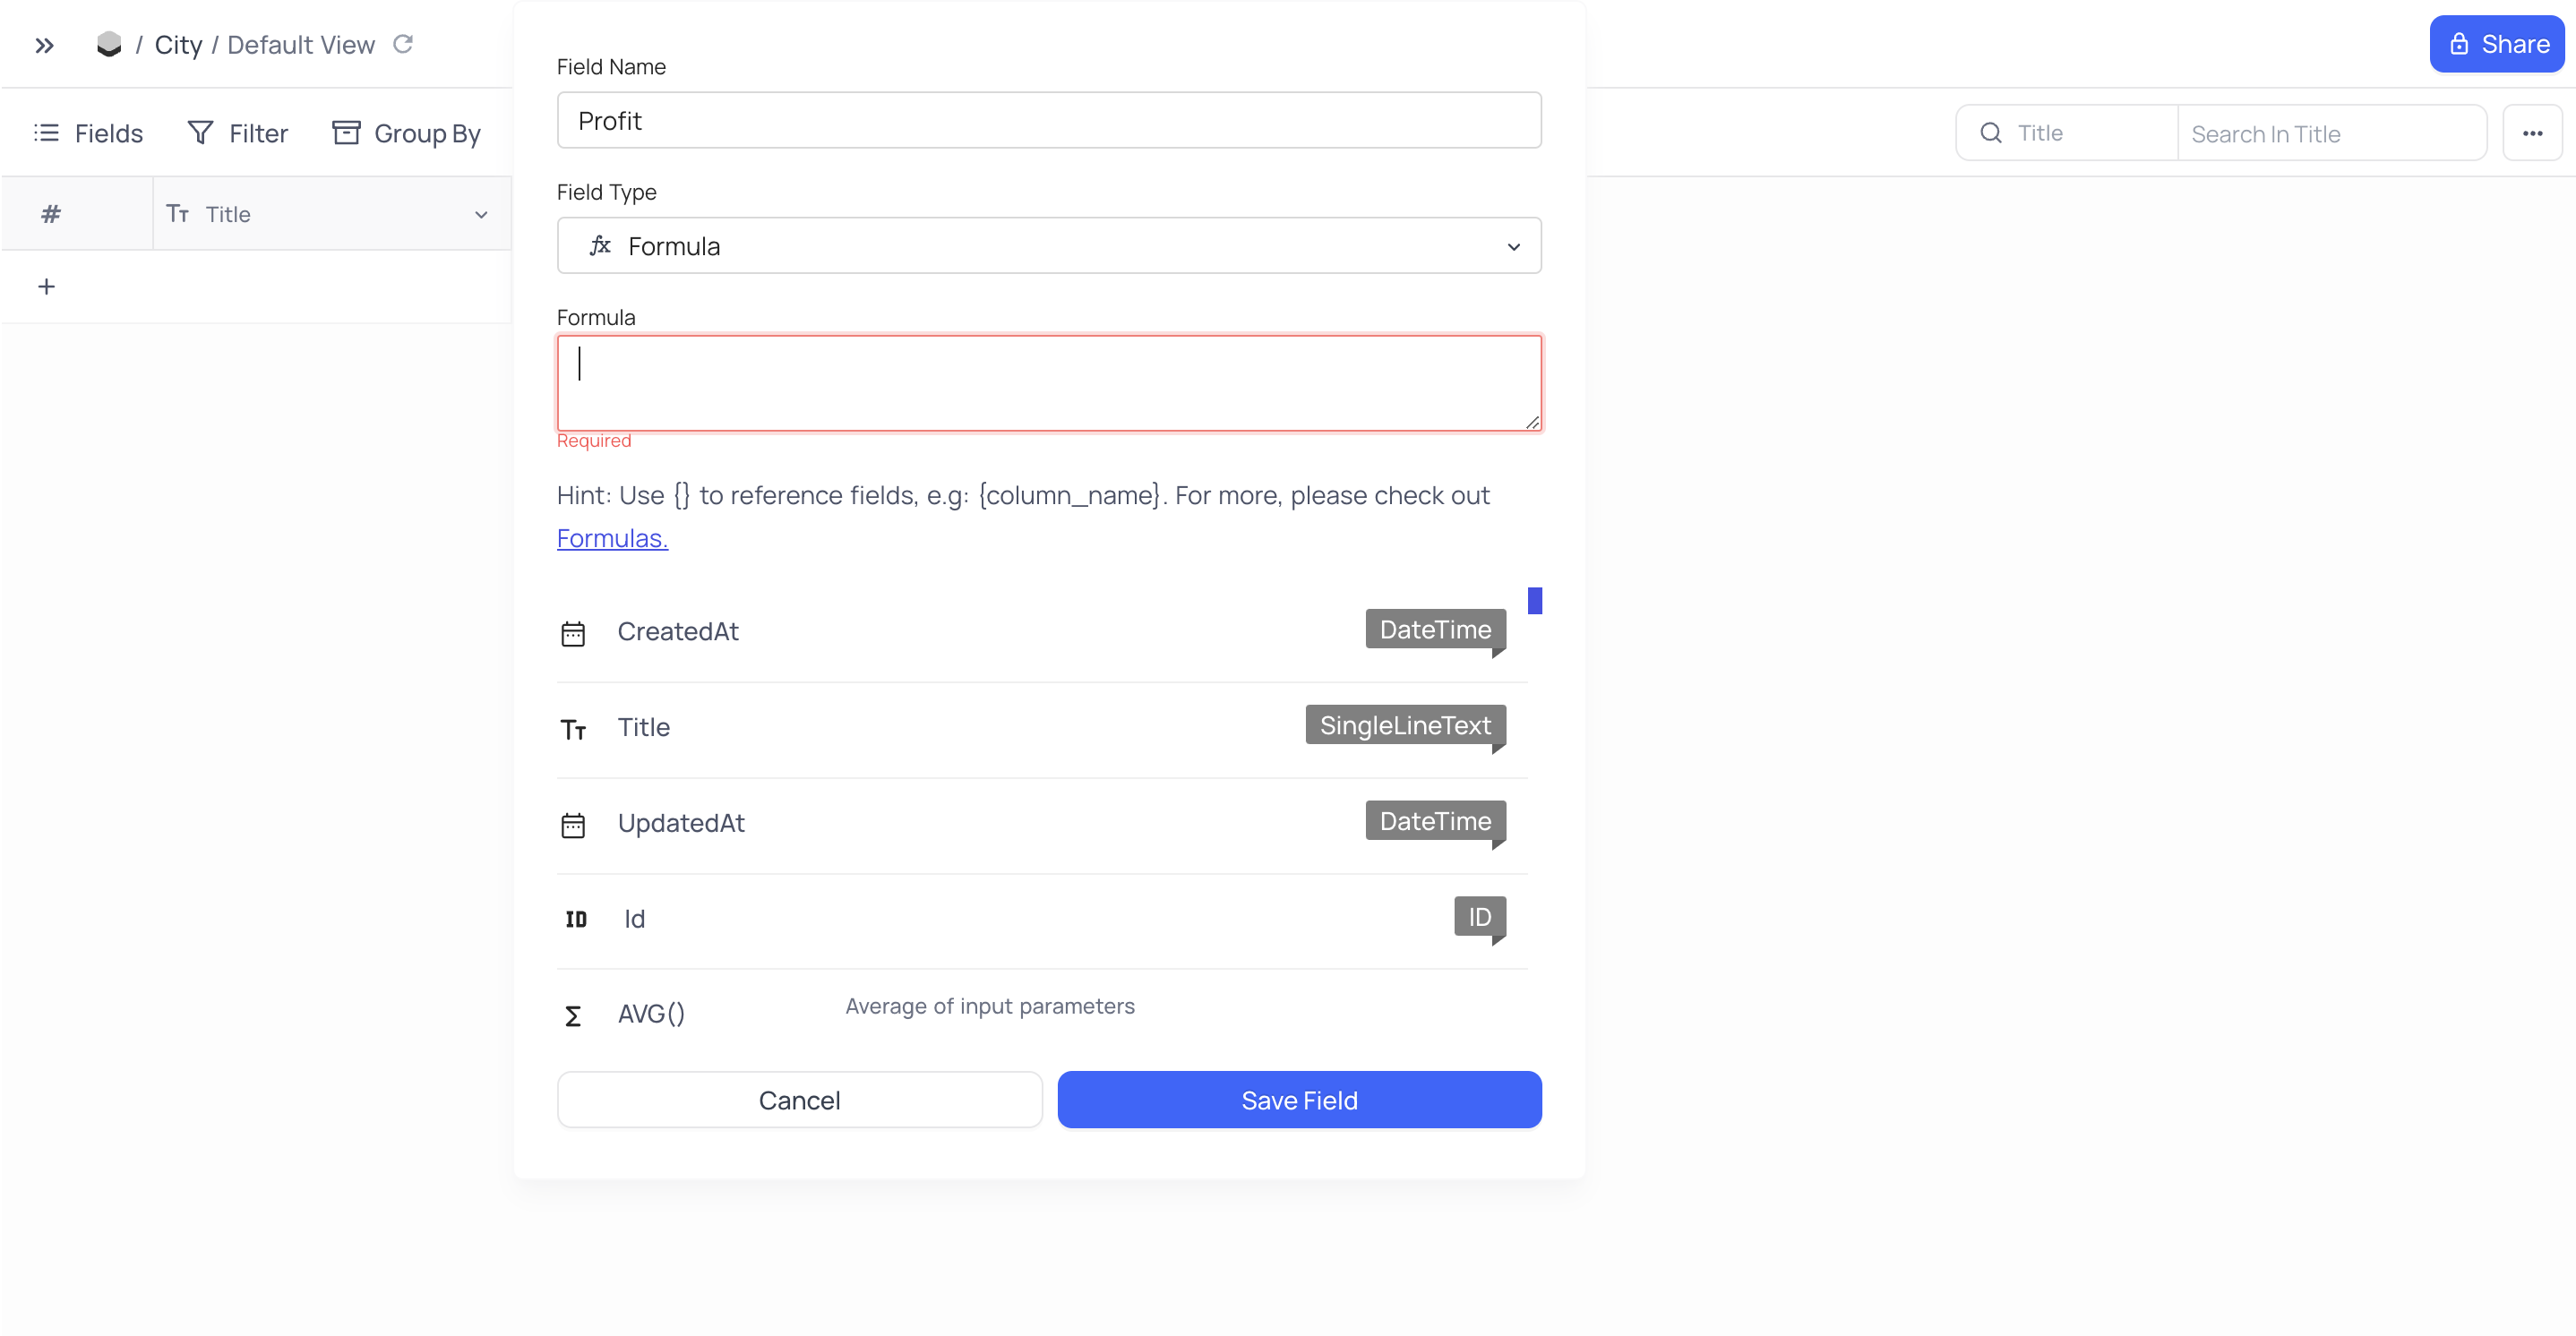 / City / Default View
Share
Fields
Filter
Group By
Title
Search In Title
#
Title
+
Field Name
Profit
Field Type
Formula
Formula
Required
Hint: Use {} to reference fields, e.g: {column_name}. For more, please check out
Formulas.
CreatedAt
DateTime
Title
SingleLineText
UpdatedAt
DateTime
ID Id
ID
AVG()
Average of input parameters
Cancel
Save Field